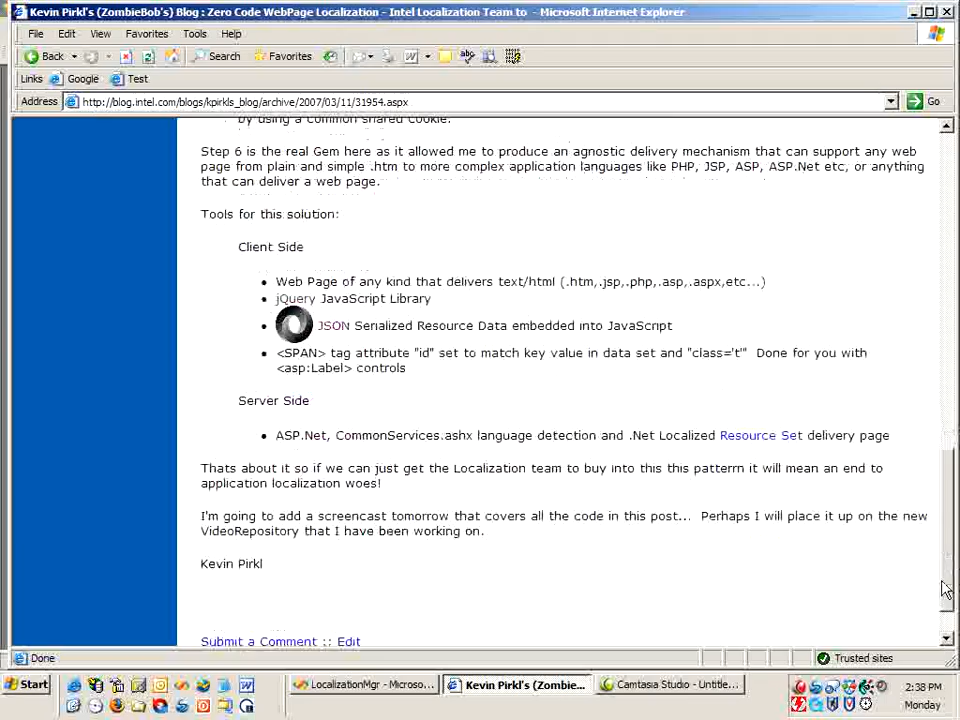 Kevin Pirkl's (ZombieBob's) Blog : Zero Code WebPage Localization - Intel Localization Team to - Microsoft Internet Explorer
File Edit View Favorites Tools Help
Back Search Favorites
Links Google Test
Address http://blog.intel.com/blogs/kpirkls_blog/archive/2007/03/11/31954.aspx Go
by using a Common shared Cookie.
Step 6 is the real Gem here as it allowed me to produce an agnostic delivery mechanism that can support any web
page from plain and simple .htm to more complex application languages like PHP, JSP, ASP, ASP.Net etc, or anything
that can deliver a web page.
Tools for this solution:
Client Side
• Web Page of any kind that delivers text/html (.htm,.jsp,.php,.asp,.aspx,etc...)
• jQuery JavaScript Library
• JSON Serialized Resource Data embedded into JavaScript
• <SPAN> tag attribute "id" set to match key value in data set and "class='t'" Done for you with
<asp:Label> controls
Server Side
• ASP.Net, CommonServices.ashx language detection and .Net Localized Resource Set delivery page
Thats about it so if we can just get the Localization team to buy into this this patterrn it will mean an end to
application localization woes!
I'm going to add a screencast tomorrow that covers all the code in this post... Perhaps I will place it up on the new
VideoRepository that I have been working on.
Kevin Pirkl
Submit a Comment :: Edit
Done Trusted sites
Start LocalizationMgr - Microso... Kevin Pirkl's (Zombie... Camtasia Studio - Untitle... 2:38 PM
Monday